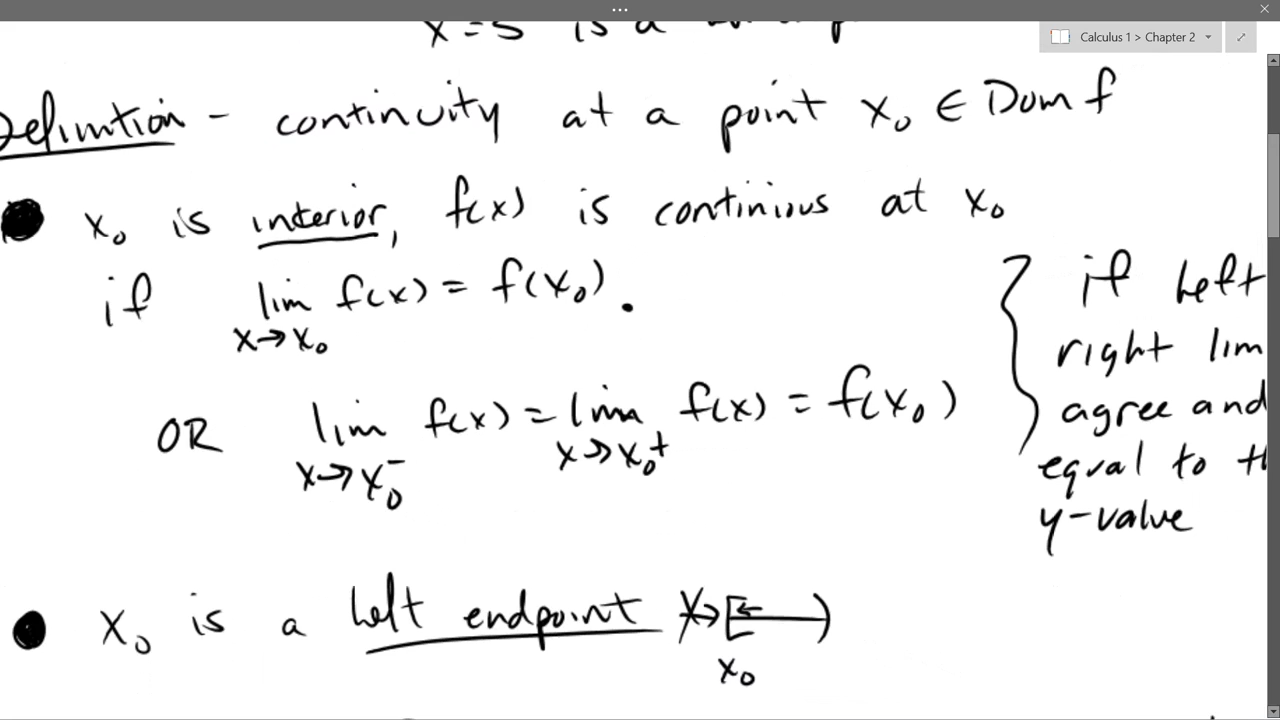 Calculus 1 > Chapter 2
x = 5 is a
Definition - continuity at a point x₀ ∈ Dom f
x₀ is interior, f(x) is continious at x₀
if lim f(x) = f(x₀).
x→x₀
OR lim f(x) = lim f(x) = f(x₀)
x→x₀⁻ x→x₀⁺
} if left
right lim
agree and
equal to th
y-value
x₀ is a left endpoint x→[←—)
x₀